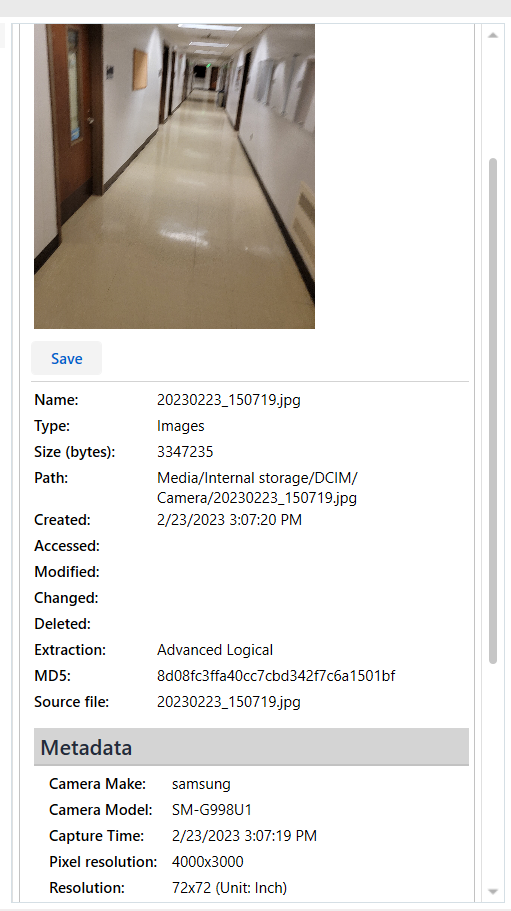 Save
Name: 20230223_150719.jpg
Type: Images
Size (bytes): 3347235
Path: Media/Internal storage/DCIM/
Camera/20230223_150719.jpg
Created: 2/23/2023 3:07:20 PM
Accessed:
Modified:
Changed:
Deleted:
Extraction: Advanced Logical
MD5: 8d08fc3ffa40cc7cbd342f7c6a1501bf
Source file: 20230223_150719.jpg
Metadata
Camera Make: samsung
Camera Model: SM-G998U1
Capture Time: 2/23/2023 3:07:19 PM
Pixel resolution: 4000x3000
Resolution: 72x72 (Unit: Inch)